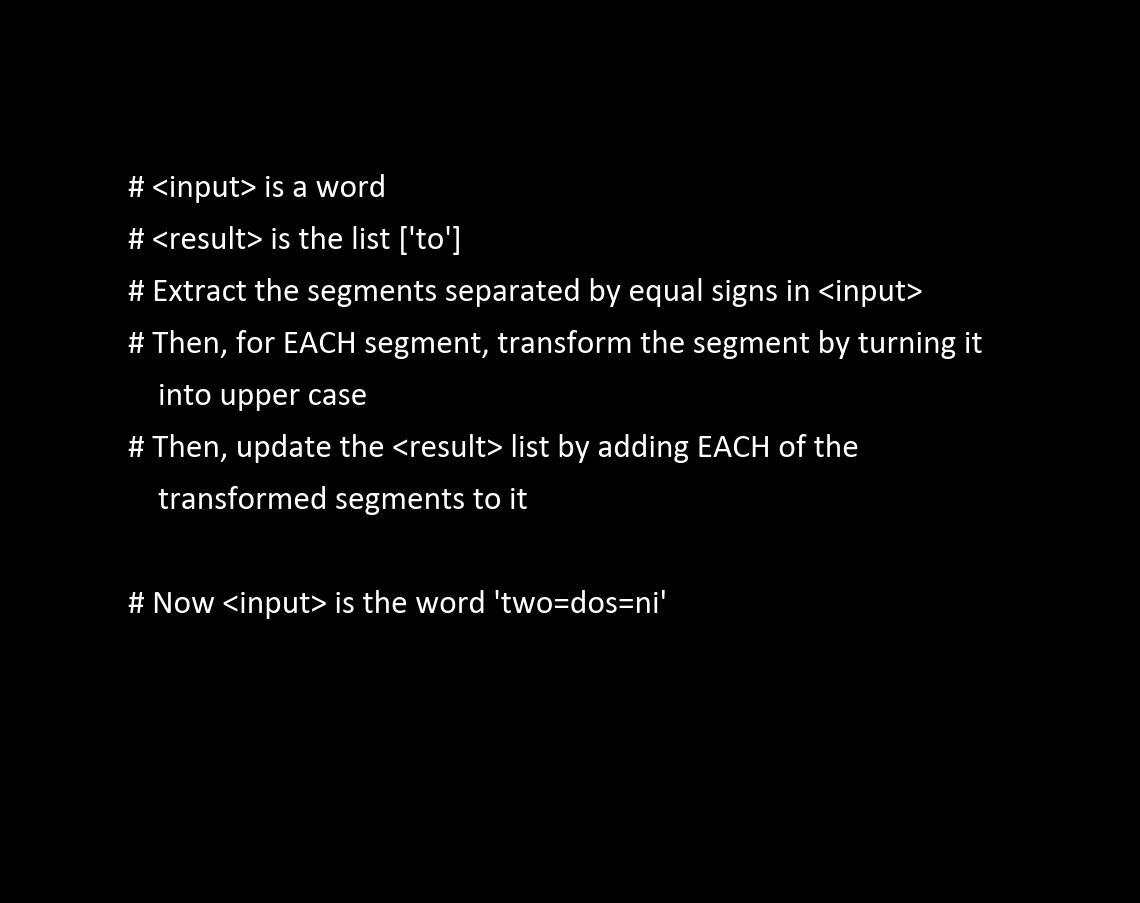 # <input> is a word
# <result> is the list ['to']
# Extract the segments separated by equal signs in <input>
# Then, for EACH segment, transform the segment by turning it
into upper case
# Then, update the <result> list by adding EACH of the
transformed segments to it
# Now <input> is the word 'two=dos=ni'